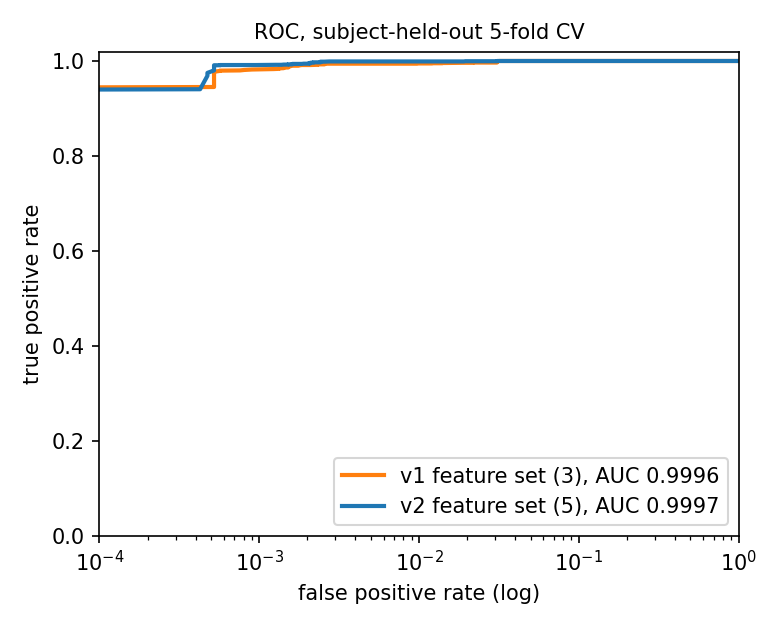 ROC, subject-held-out 5-fold CV
true positive rate
1.0
0.8
0.6
0.4
0.2
0.0
v1 feature set (3), AUC 0.9996
v2 feature set (5), AUC 0.9997
10⁻⁴ 10⁻³ 10⁻² 10⁻¹ 10⁰
false positive rate (log)